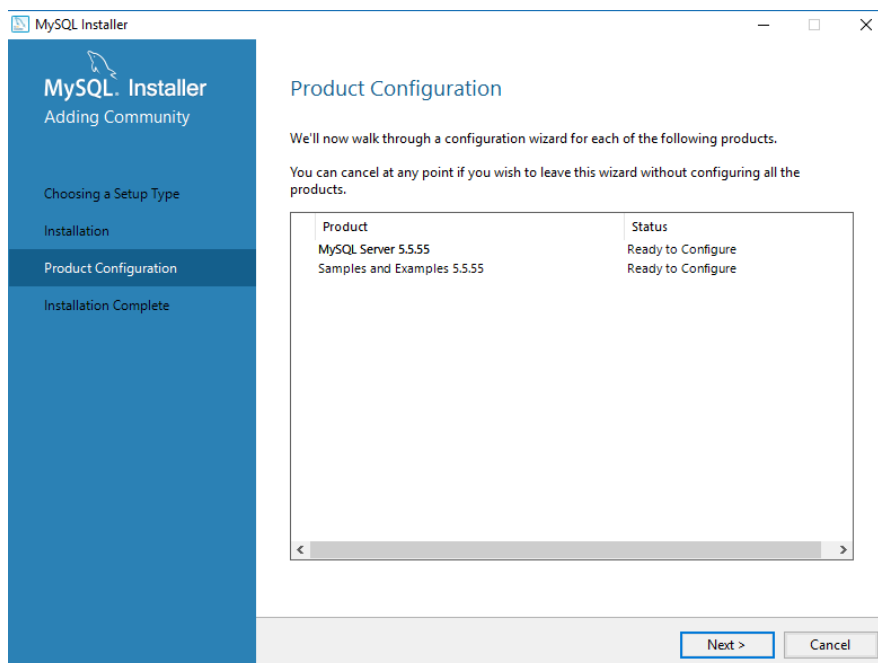 MySQL Installer
MySQL. Installer
Adding Community
Choosing a Setup Type
Installation
Product Configuration
Installation Complete
Product Configuration
We'll now walk through a configuration wizard for each of the following products.
You can cancel at any point if you wish to leave this wizard without configuring all the
products.
Product Status
MySQL Server 5.5.55 Ready to Configure
Samples and Examples 5.5.55 Ready to Configure
Next > Cancel